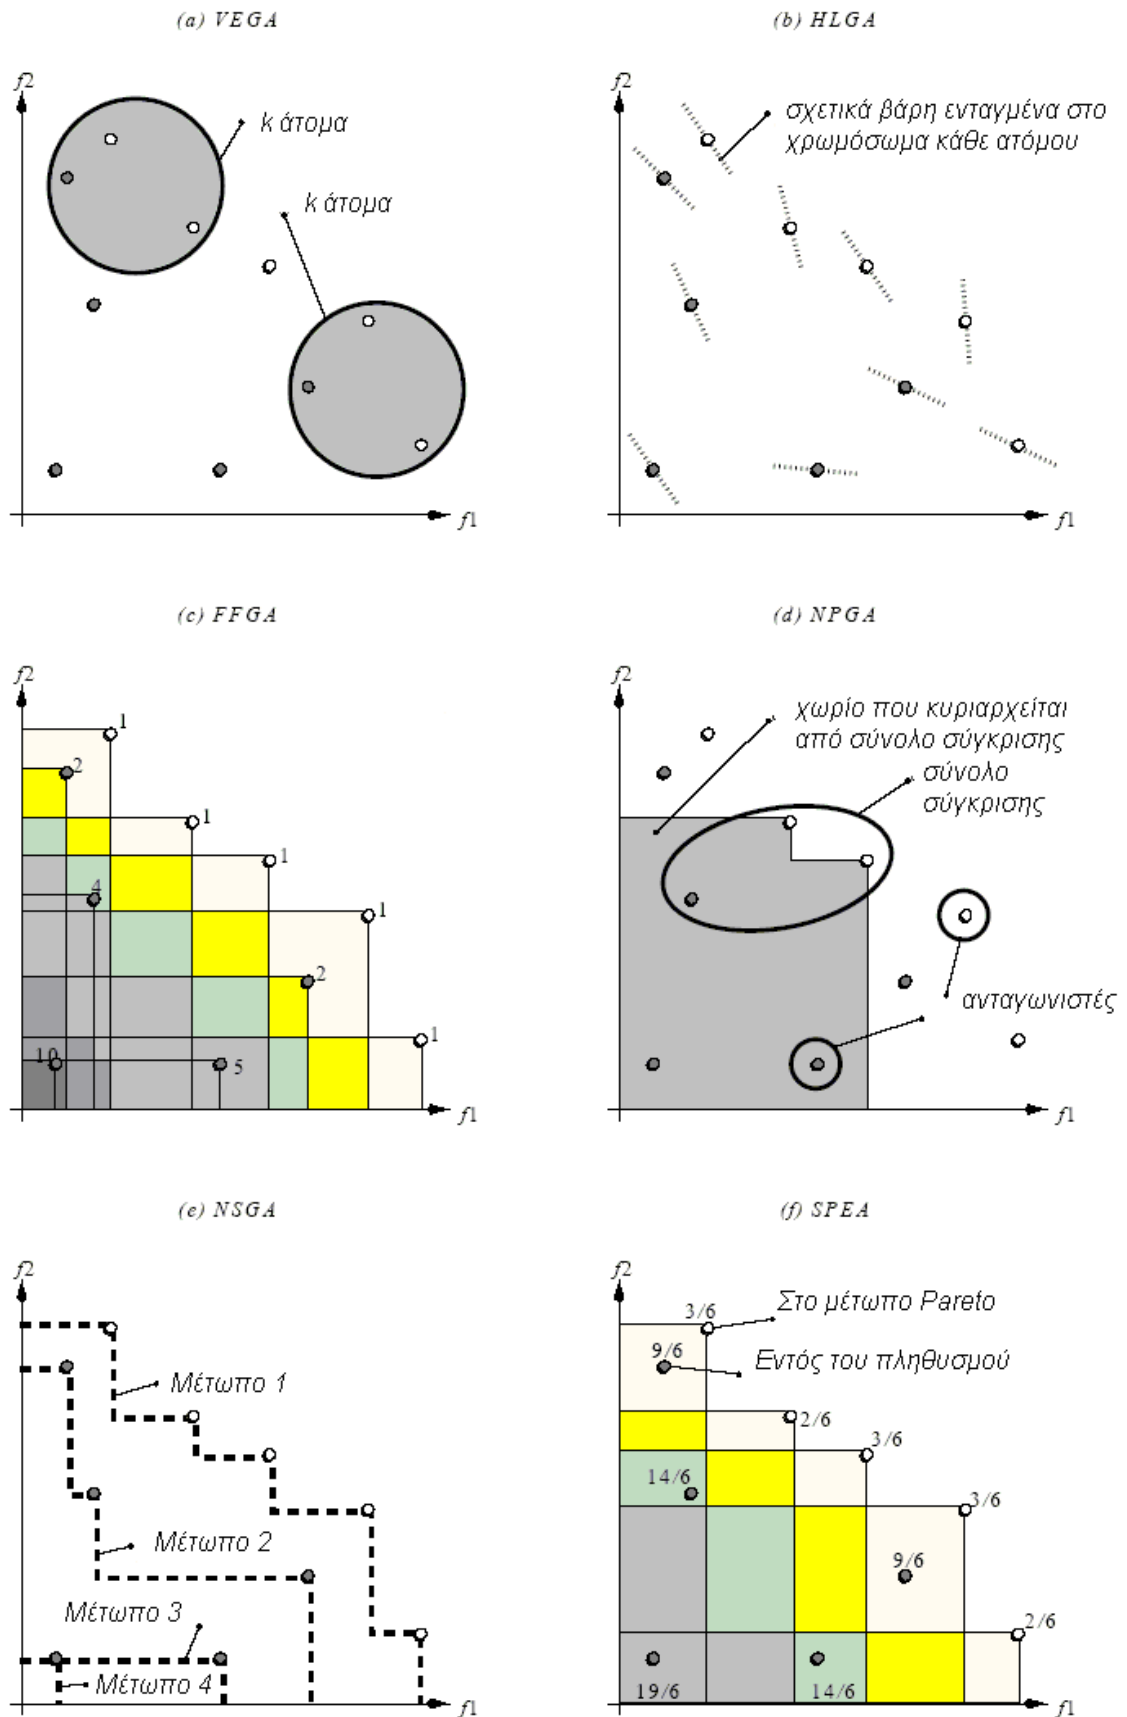 (a) VEGA
(b) HLGA
f2
k άτομα
k άτομα
f1
f2
σχετικά βάρη ενταγμένα στο
χρωμόσωμα κάθε ατόμου
f1
(c) FFGA
(d) NPGA
f2
1
2
1
1
4
1
2
1
10
5
f1
f2
χωρίο που κυριαρχείται
από σύνολο σύγκρισης
σύνολο
σύγκρισης
ανταγωνιστές
f1
(e) NSGA
(f) SPEA
f2
Μέτωπο 1
Μέτωπο 2
Μέτωπο 3
Μέτωπο 4
f1
f2
3/6
Στο μέτωπο Pareto
9/6
Εντός του πληθυσμού
2/6
3/6
14/6
3/6
9/6
2/6
19/6
14/6
f1